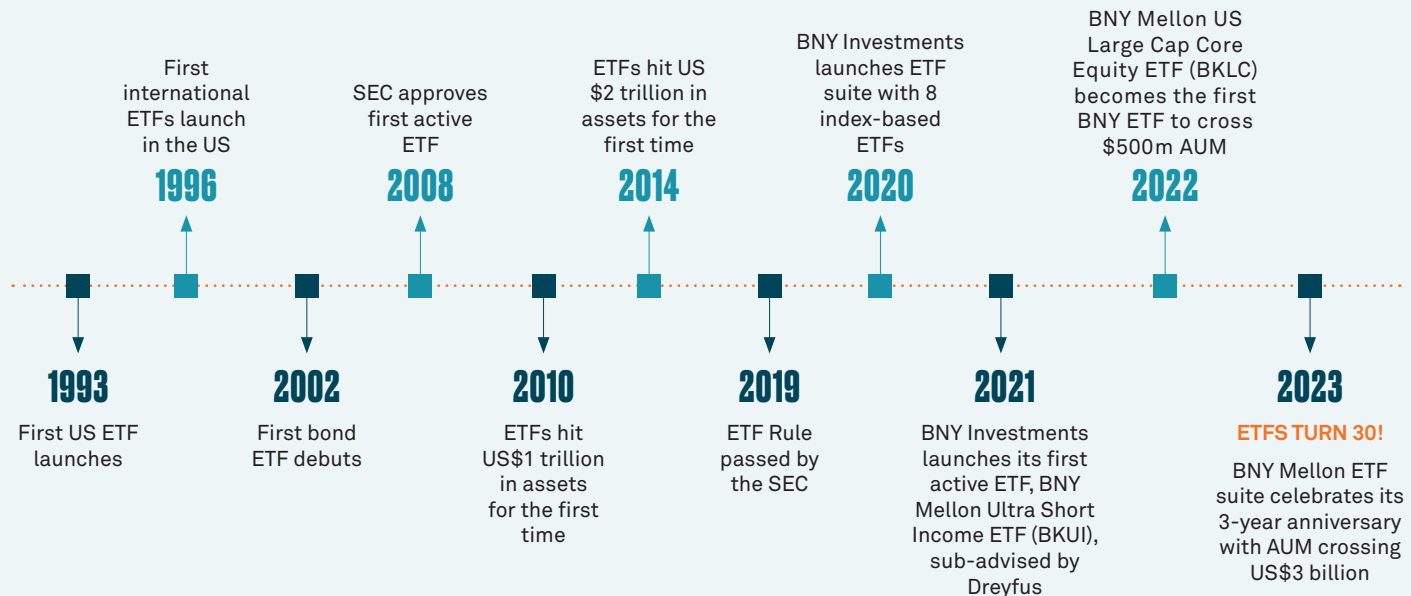 First
international
ETFs launch
in the US
1996
SEC approves
first active
ETF
2008
ETFs hit US
$2 trillion in
assets for the
first time
2014
BNY Investments
launches ETF
suite with 8
index-based
ETFs
2020
BNY Mellon US
Large Cap Core
Equity ETF (BKLC)
becomes the first
BNY ETF to cross
$500m AUM
2022
1993
First US ETF
launches
2002
First bond
ETF debuts
2010
ETFs hit
US$1 trillion
in assets
for the first
time
2019
ETF Rule
passed by
the SEC
2021
BNY Investments
launches its first
active ETF, BNY
Mellon Ultra Short
Income ETF (BKUI),
sub-advised by
Dreyfus
2023
ETFS TURN 30!
BNY Mellon ETF
suite celebrates its
3-year anniversary
with AUM crossing
US$3 billion